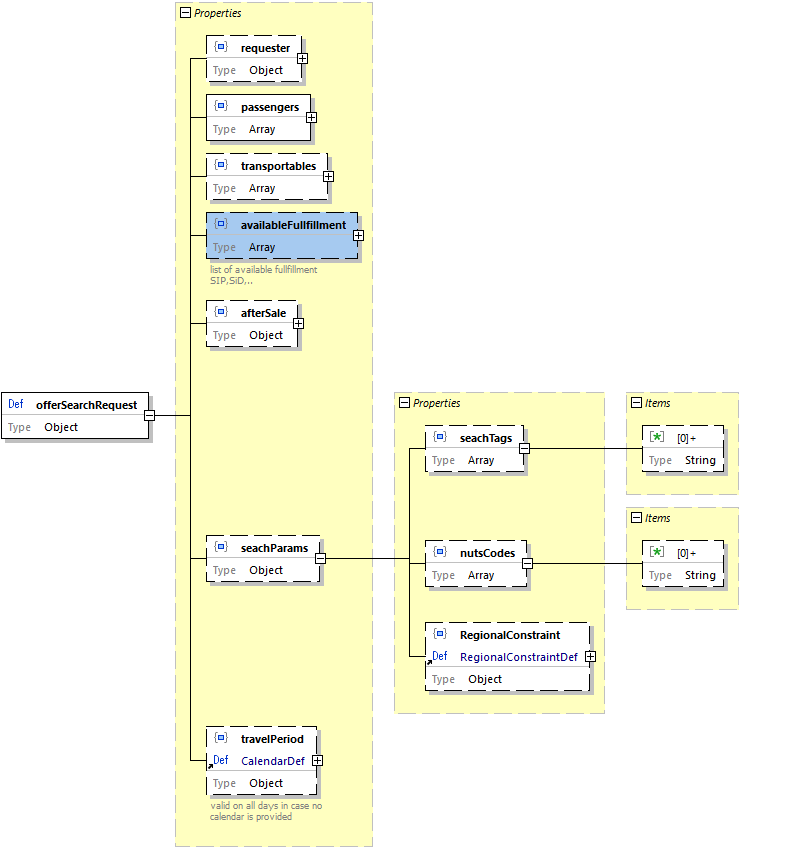 Properties
requester
Type Object
passengers
Type Array
transportables
Type Array
availableFullfillment
Type Array
list of available fullfillment
SIP,SiD,..
afterSale
Type Object
Def offerSearchRequest
Type Object
Properties
Items
seachTags
Type Array
[0]+
Type String
Items
seachParams
Type Object
nutsCodes
Type Array
[0]+
Type String
RegionalConstraint
Def RegionalConstraintDef
Type Object
travelPeriod
Def CalendarDef
Type Object
valid on all days in case no
calendar is provided